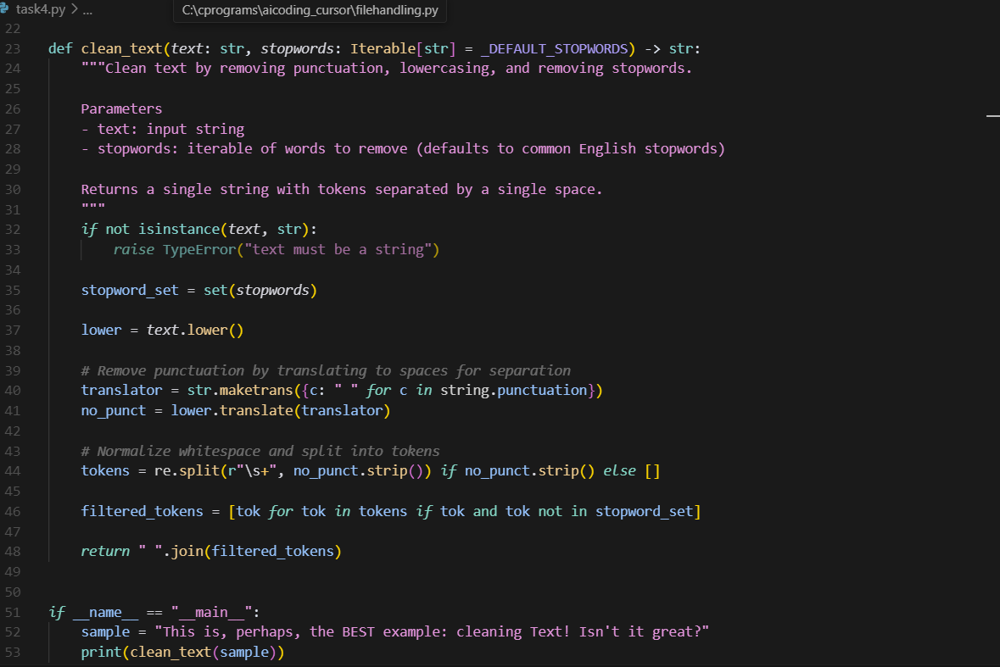 task4.py > ...
C:\cprograms\aicoding_cursor\filehandling.py
22
23 def clean_text(text: str, stopwords: Iterable[str] = _DEFAULT_STOPWORDS) -> str:
24     """Clean text by removing punctuation, lowercasing, and removing stopwords.
25
26     Parameters
27     - text: input string
28     - stopwords: iterable of words to remove (defaults to common English stopwords)
29
30     Returns a single string with tokens separated by a single space.
31     """
32     if not isinstance(text, str):
33         raise TypeError("text must be a string")
34
35     stopword_set = set(stopwords)
36
37     lower = text.lower()
38
39     # Remove punctuation by translating to spaces for separation
40     translator = str.maketrans({c: " " for c in string.punctuation})
41     no_punct = lower.translate(translator)
42
43     # Normalize whitespace and split into tokens
44     tokens = re.split(r"\s+", no_punct.strip()) if no_punct.strip() else []
45
46     filtered_tokens = [tok for tok in tokens if tok and tok not in stopword_set]
47
48     return " ".join(filtered_tokens)
49
50
51 if __name__ == "__main__":
52     sample = "This is, perhaps, the BEST example: cleaning Text! Isn't it great?"
53     print(clean_text(sample))